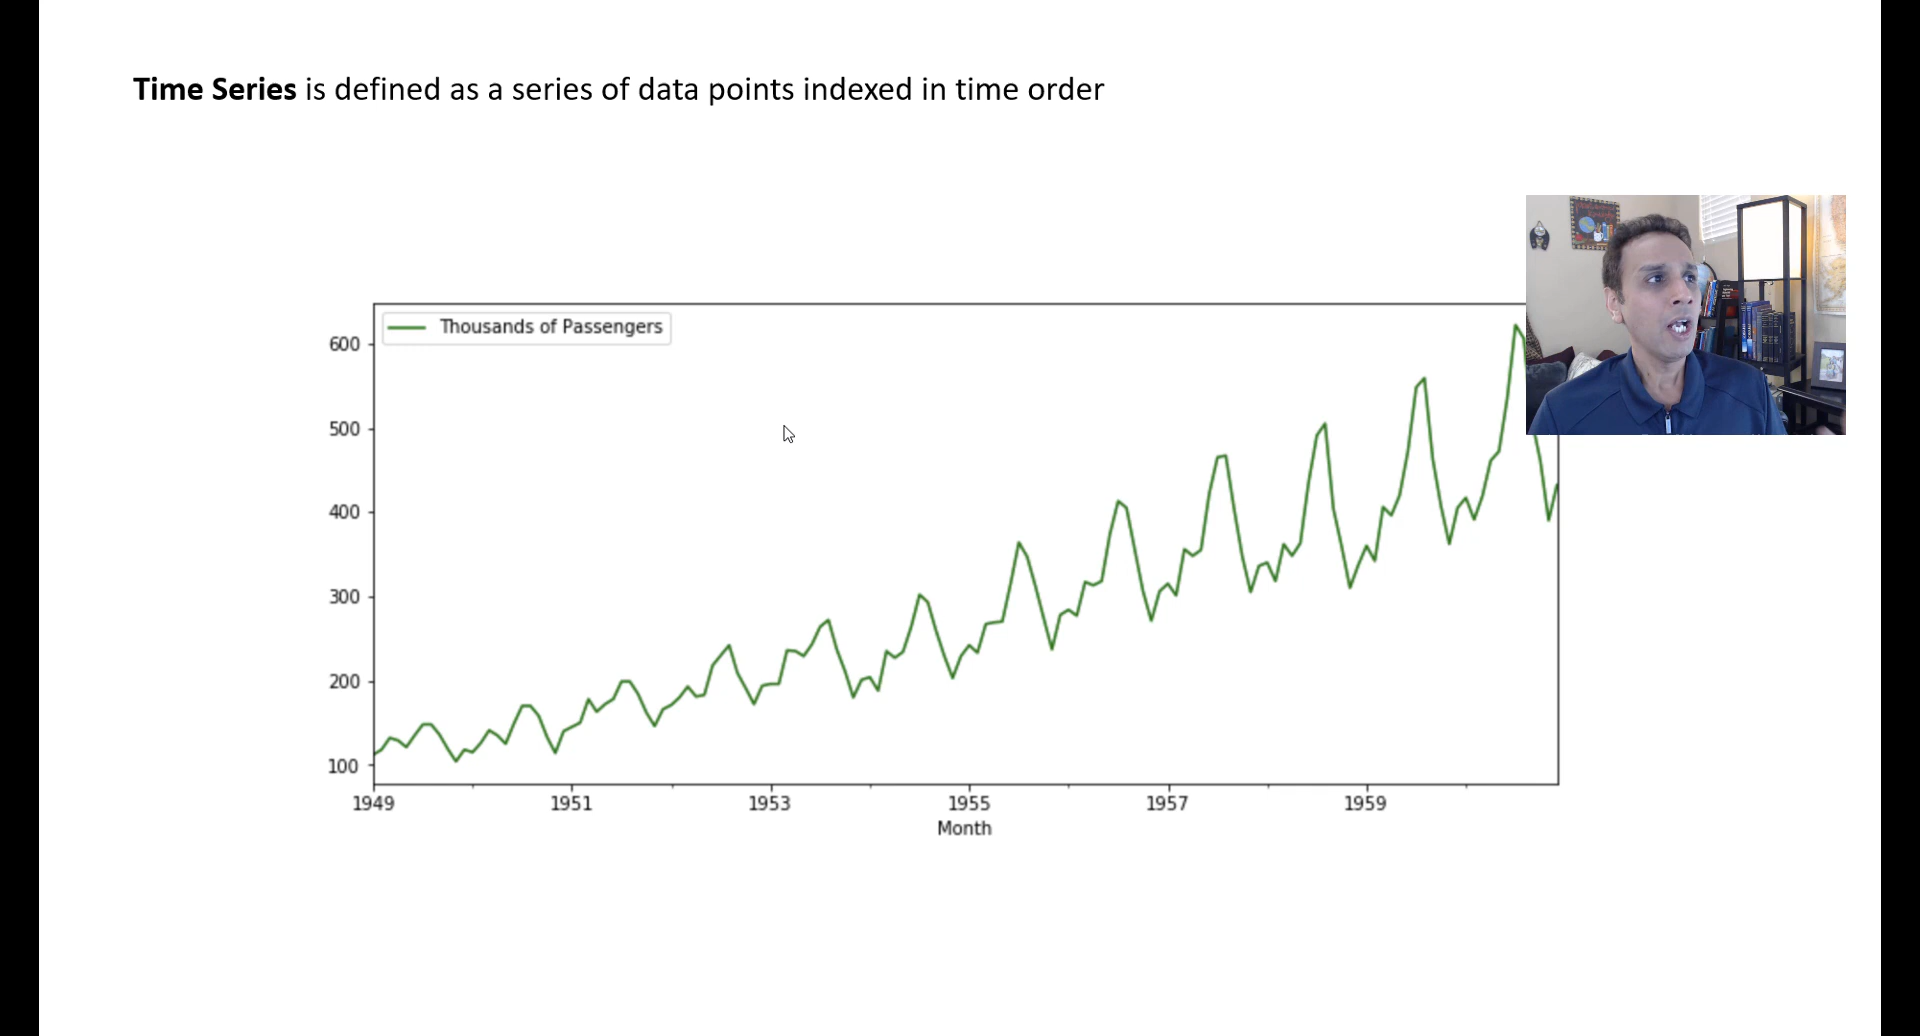 Time Series is defined as a series of data points indexed in time order
Thousands of Passengers
600
500
400
300
200
100
1949 1951 1953 1955 1957 1959
Month